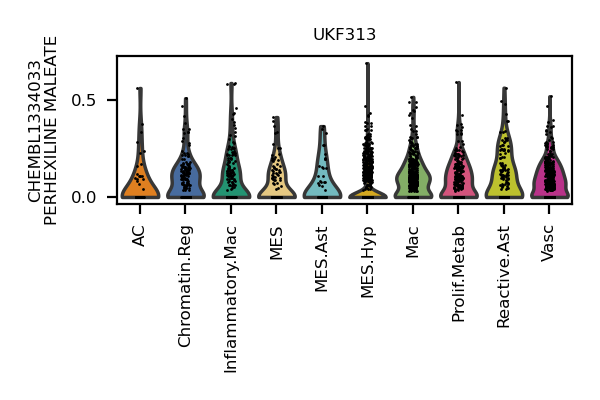 UKF313
CHEMBL1334033
PERHEXILINE MALEATE
0.5
0.0
AC
Chromatin.Reg
Inflammatory.Mac
MES
MES.Ast
MES.Hyp
Mac
Prolif.Metab
Reactive.Ast
Vasc